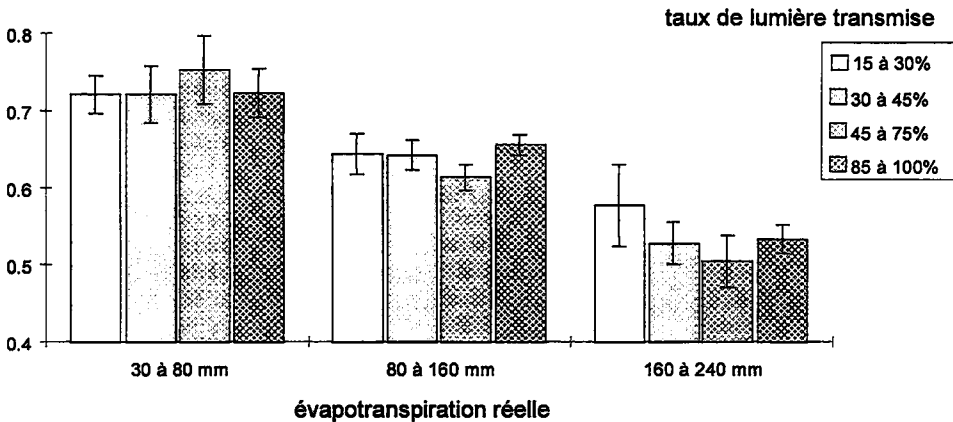 taux de lumière transmise
15 à 30%
30 à 45%
45 à 75%
85 à 100%
0.8
0.7
0.6
0.5
0.4
30 à 80 mm
80 à 160 mm
160 à 240 mm
évapotranspiration réelle